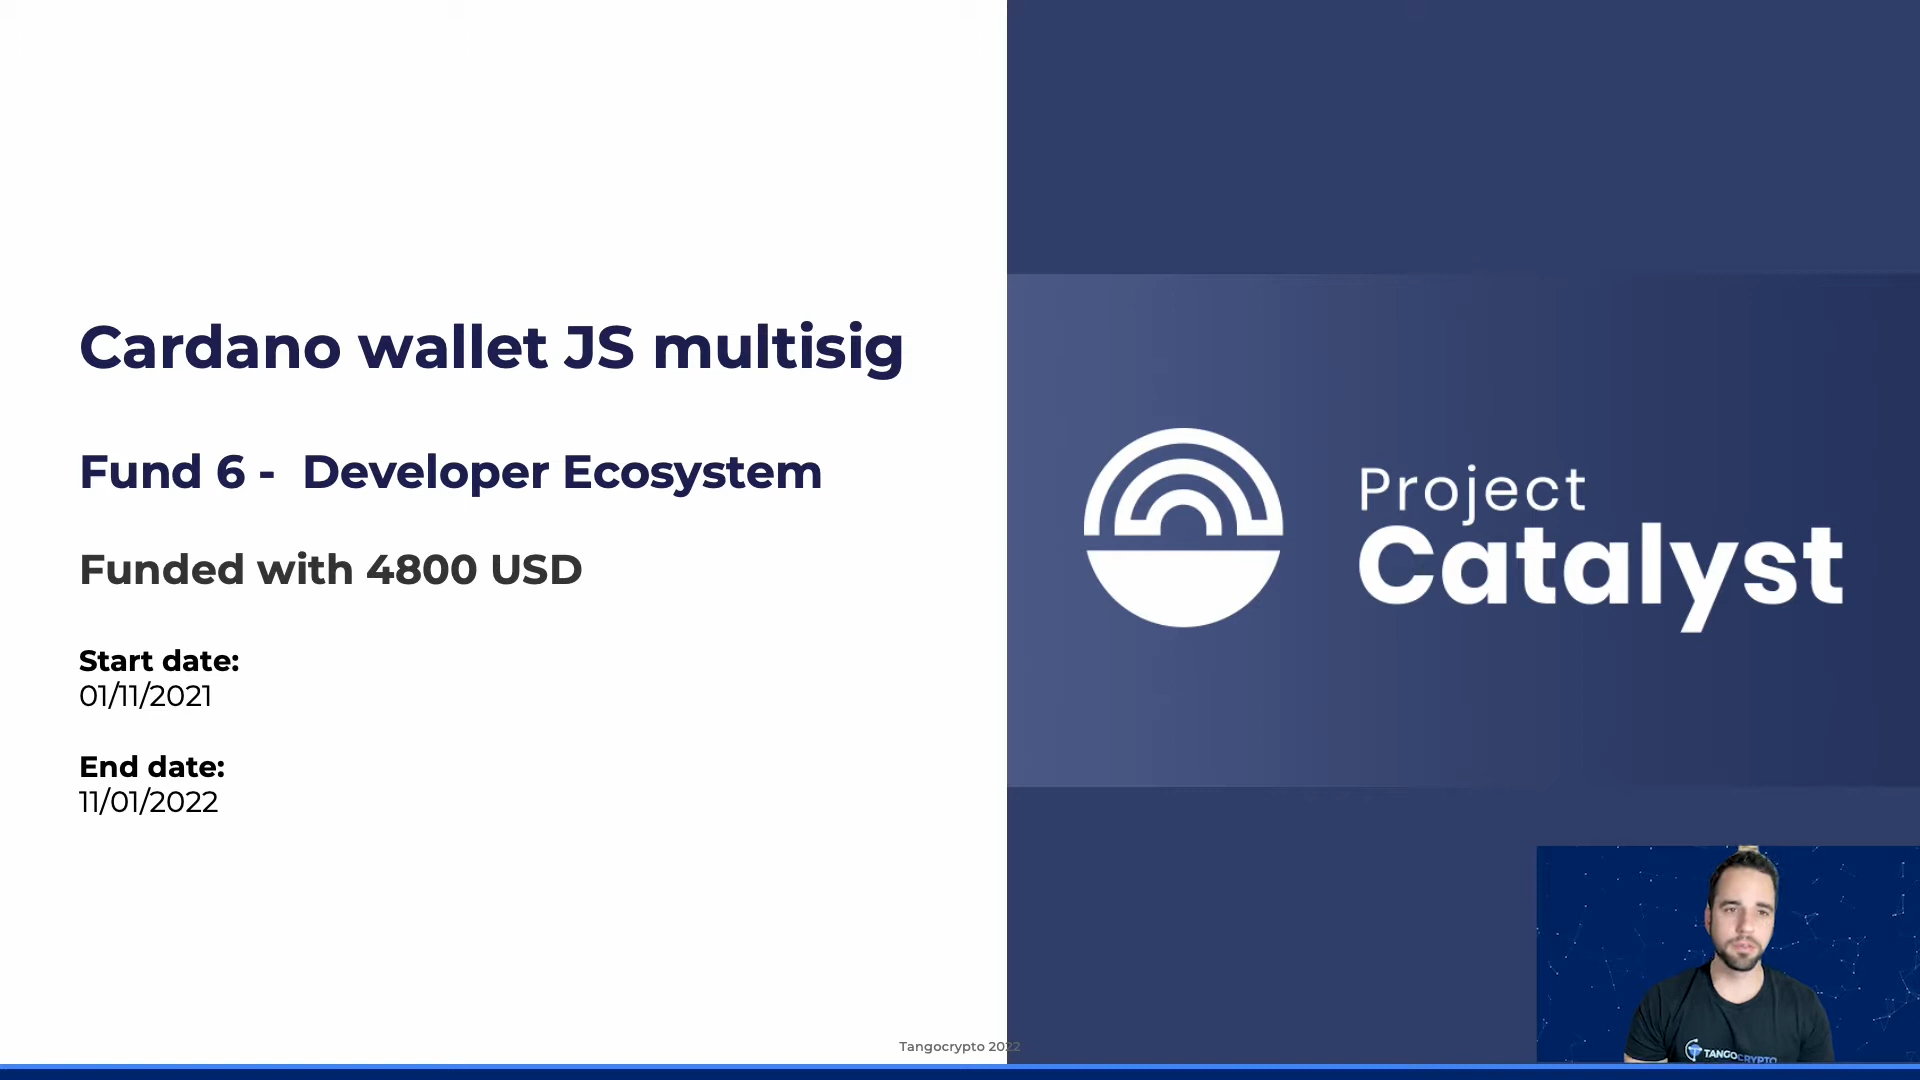 Cardano wallet JS multisig
Fund 6 - Developer Ecosystem
Funded with 4800 USD
Start date:
01/11/2021
End date:
11/01/2022
Project
Catalyst
TANGOCRYPTO
Tangocrypto 2022